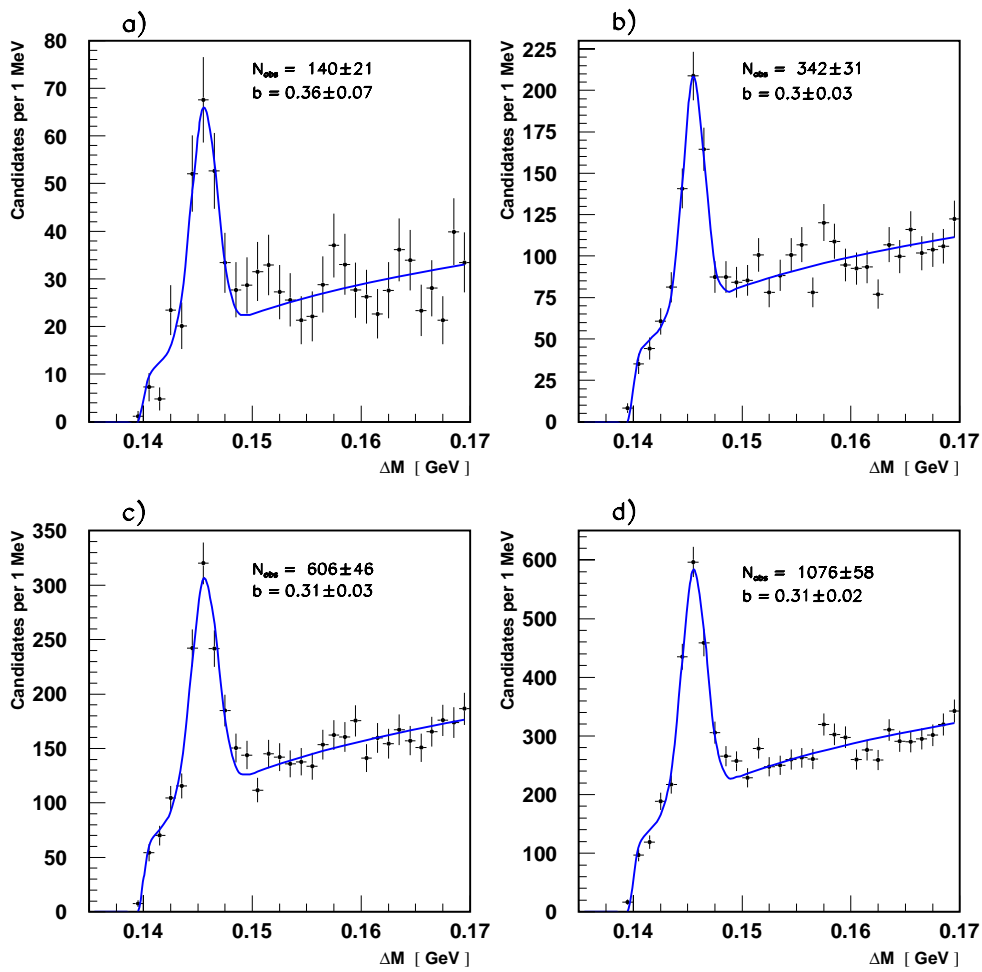 a)
Candidates per 1 MeV
80
70
60
50
40
30
20
10
0
N_obs = 140±21
b = 0.36±0.07
0.14 0.15 0.16 0.17
ΔM [ GeV ]
b)
Candidates per 1 MeV
225
200
175
150
125
100
75
50
25
0
N_obs = 342±31
b = 0.3±0.03
0.14 0.15 0.16 0.17
ΔM [ GeV ]
c)
Candidates per 1 MeV
350
300
250
200
150
100
50
0
N_obs = 606±46
b = 0.31±0.03
0.14 0.15 0.16 0.17
ΔM [ GeV ]
d)
Candidates per 1 MeV
600
500
400
300
200
100
0
N_obs = 1076±58
b = 0.31±0.02
0.14 0.15 0.16 0.17
ΔM [ GeV ]